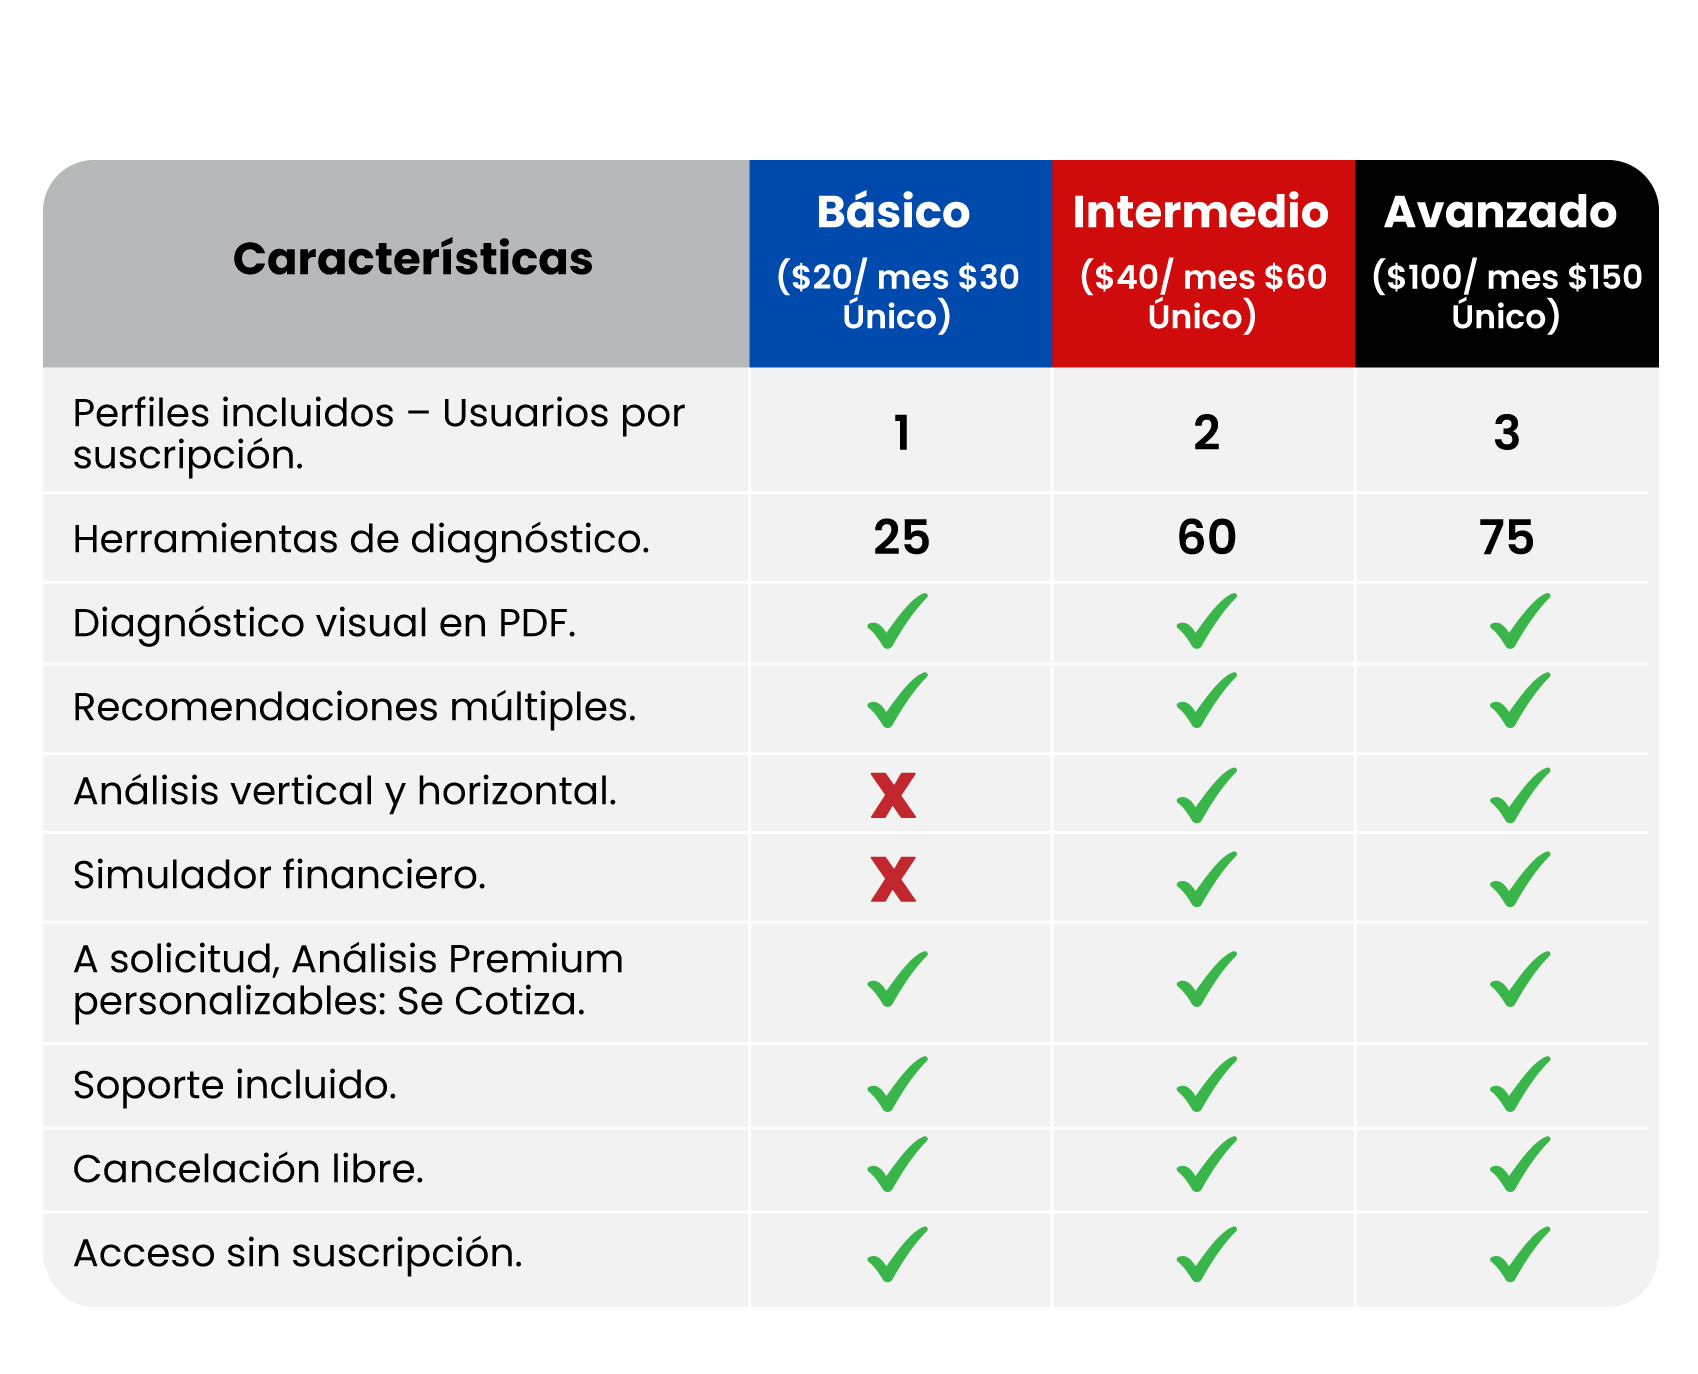 Características
Básico
($20/ mes $30
Único)
Intermedio
($40/ mes $60
Único)
Avanzado
($100/ mes $150
Único)
Perfiles incluidos – Usuarios por
suscripción.
1
2
3
Herramientas de diagnóstico.
25
60
75
Diagnóstico visual en PDF.
Recomendaciones múltiples.
Análisis vertical y horizontal.
X
Simulador financiero.
X
A solicitud, Análisis Premium
personalizables: Se Cotiza.
Soporte incluido.
Cancelación libre.
Acceso sin suscripción.